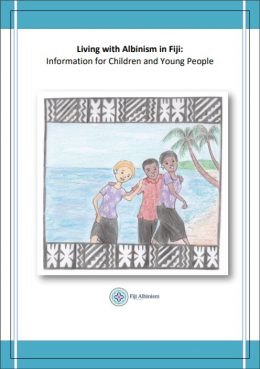 Living with Albinism in Fiji:
Information for Children and Young People
Fiji Albinism